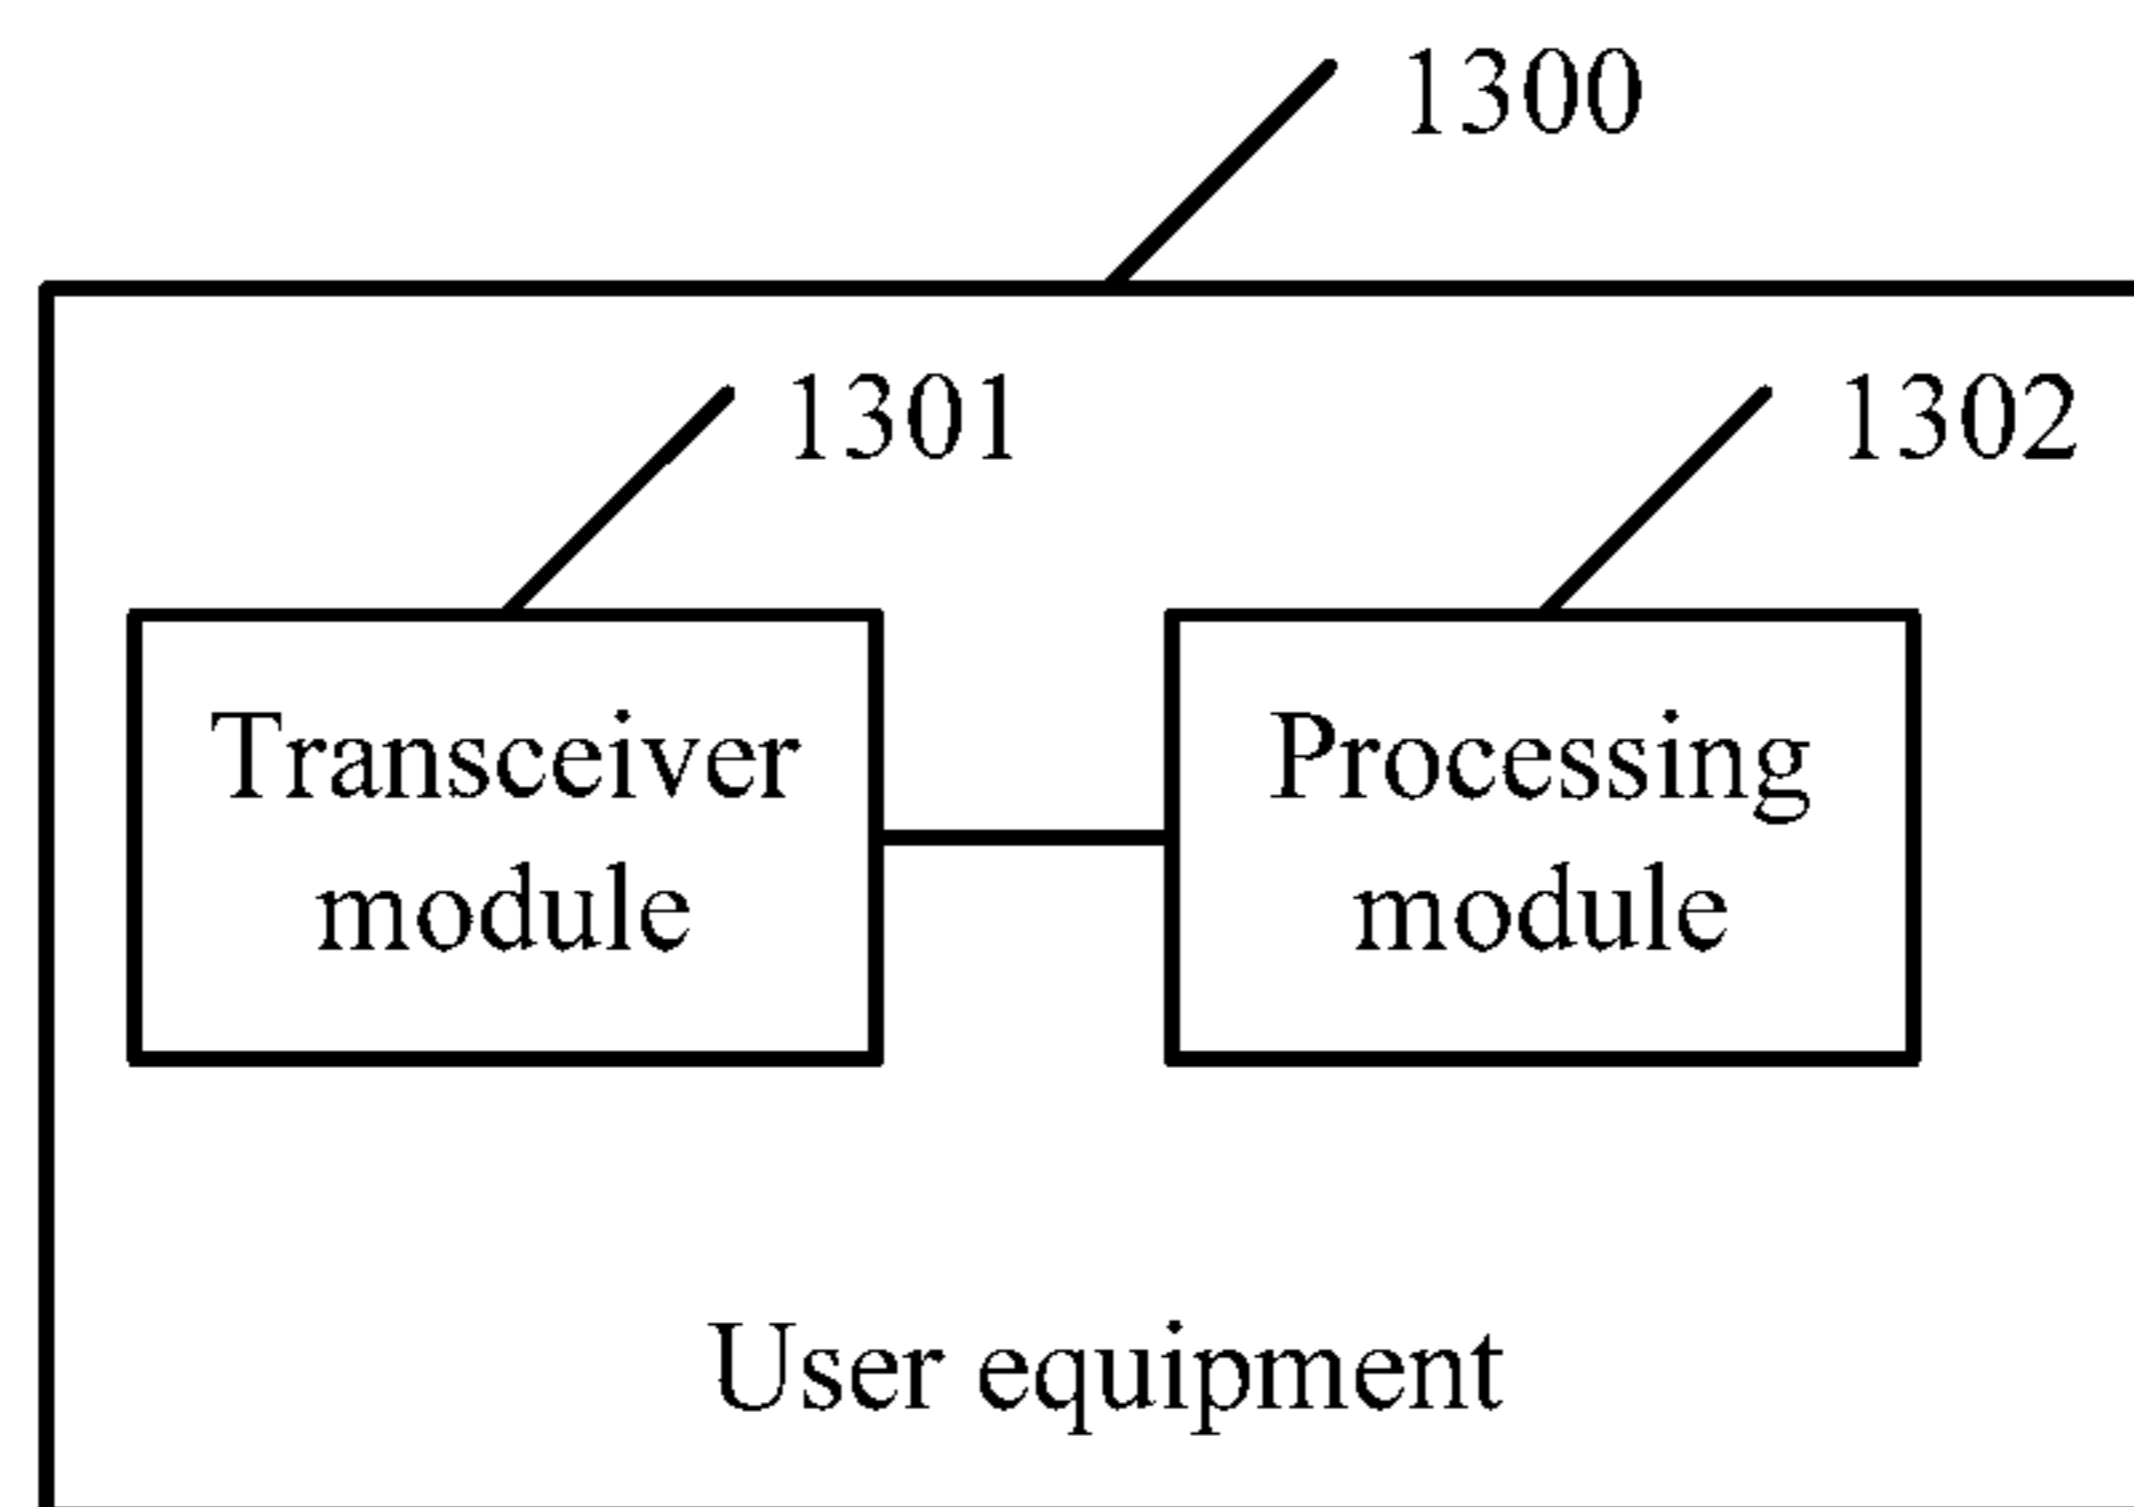 1300
1301
1302
Transceiver
module
Processing
module
User equipment